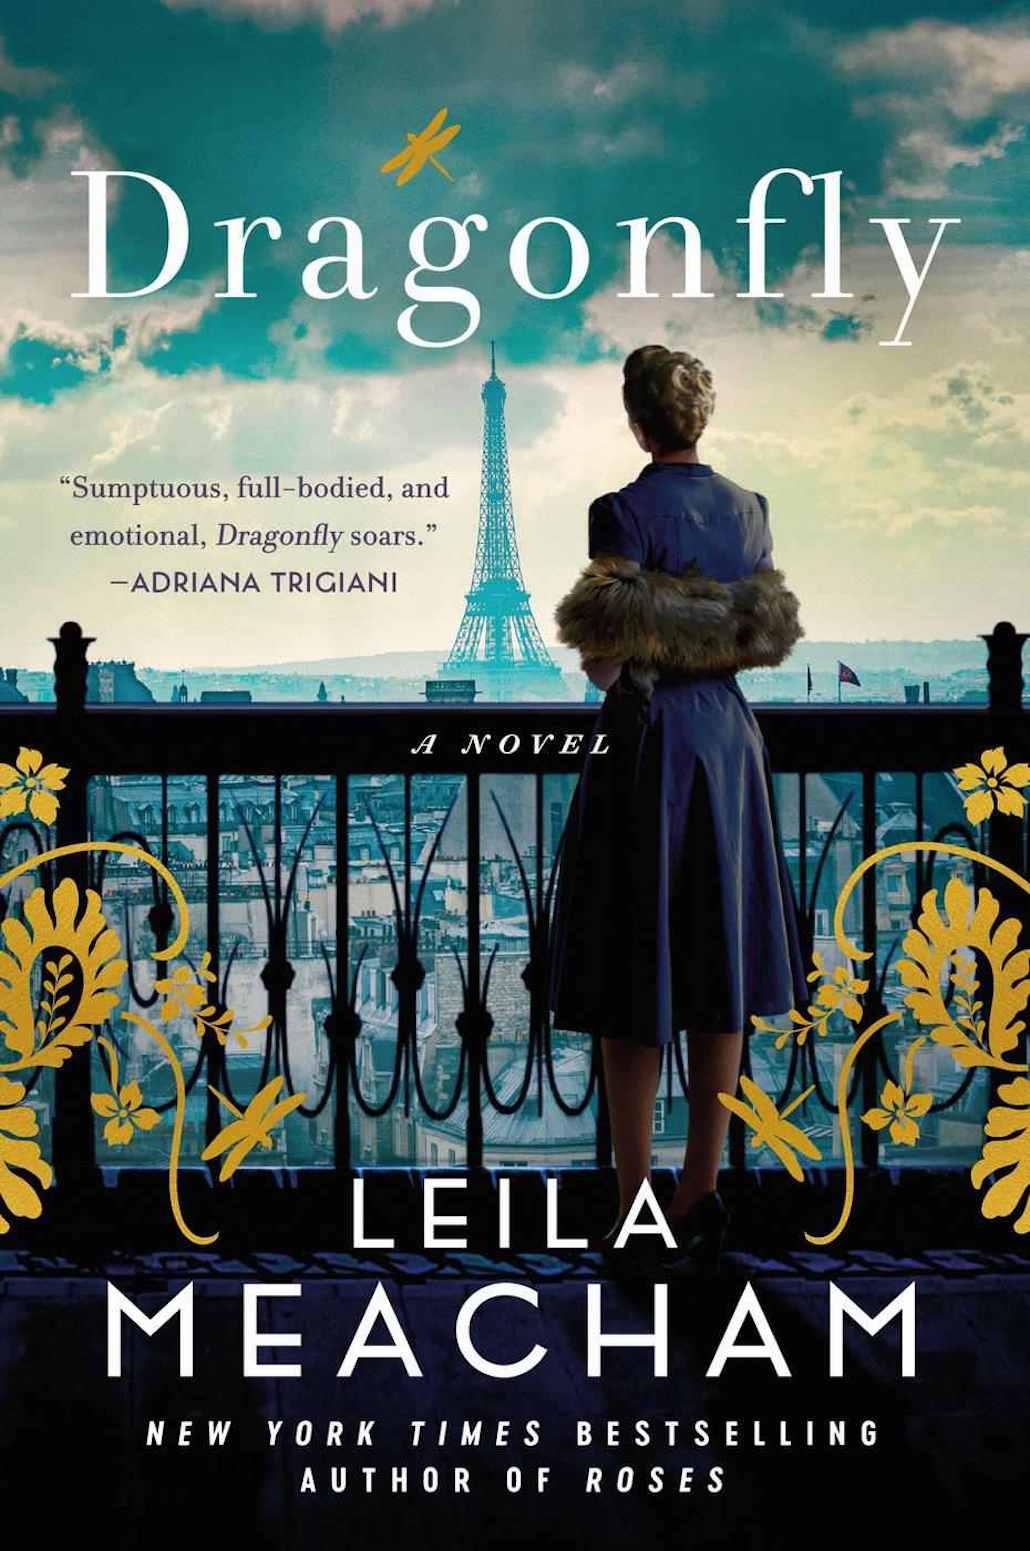 Dragonfly
“Sumptuous, full-bodied, and
emotional, Dragonfly soars.”
—ADRIANA TRIGIANI
A NOVEL
LEILA
MEACHAM
NEW YORK TIMES BESTSELLING
AUTHOR OF ROSES